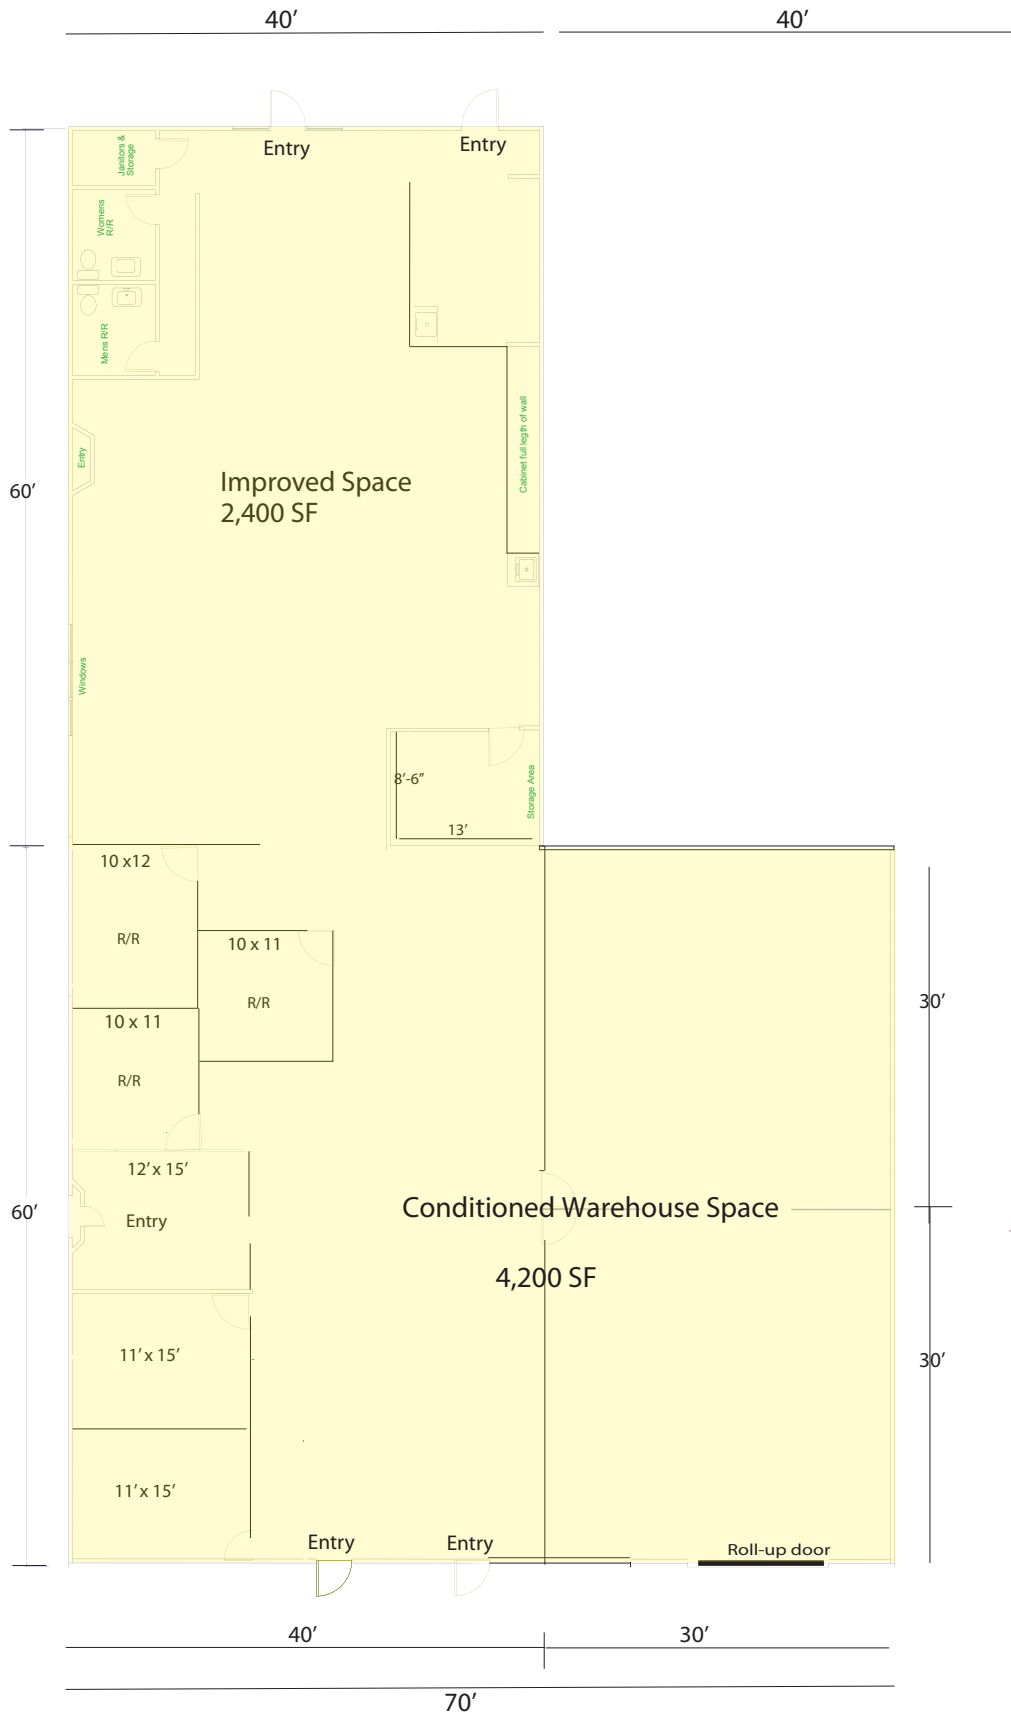 40’
40’
Janitors &
Storage
Entry
Entry
Womens
R/R
Mens R/R
Cabinet full legth of wall
Entry
Improved Space
2,400 SF
60’
Windows
8’-6”
Storage Area
13’
10 x12
R/R
10 x 11
R/R
30’
10 x 11
R/R
12’ x 15’
Entry
60’
Conditioned Warehouse Space
4,200 SF
11’ x 15’
30’
11’ x 15’
Entry
Entry
Roll-up door
40’
30’
70’